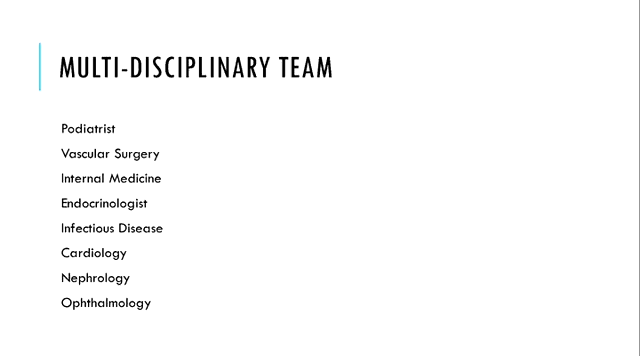 MULTI-DISCIPLINARY TEAM
Podiatrist
Vascular Surgery
Internal Medicine
Endocrinologist
Infectious Disease
Cardiology
Nephrology
Ophthalmology